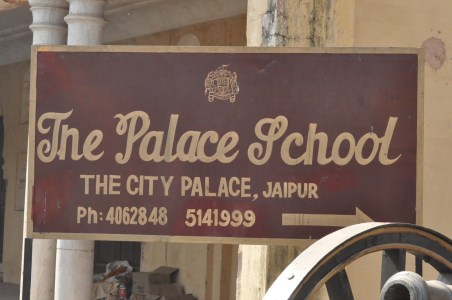 The Palace School
THE CITY PALACE, JAIPUR
Ph: 4062848 5141999